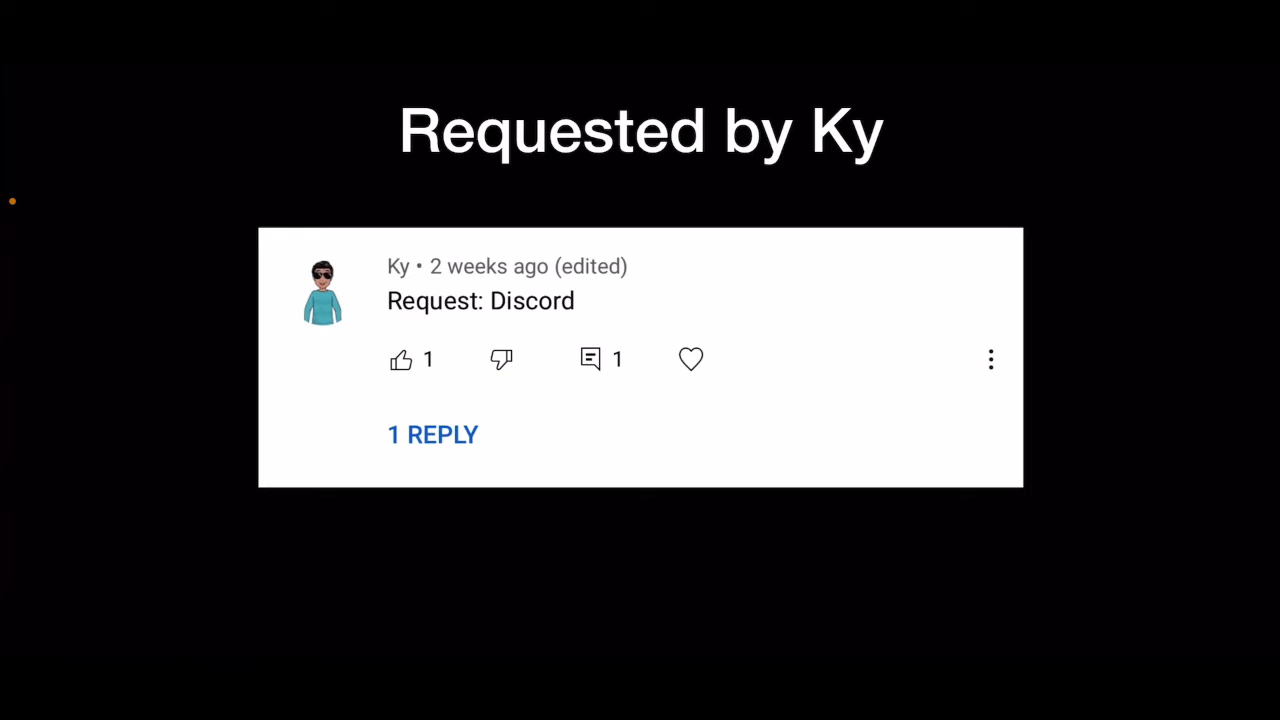 Requested by Ky
Ky • 2 weeks ago (edited)
Request: Discord
1 1
1 REPLY